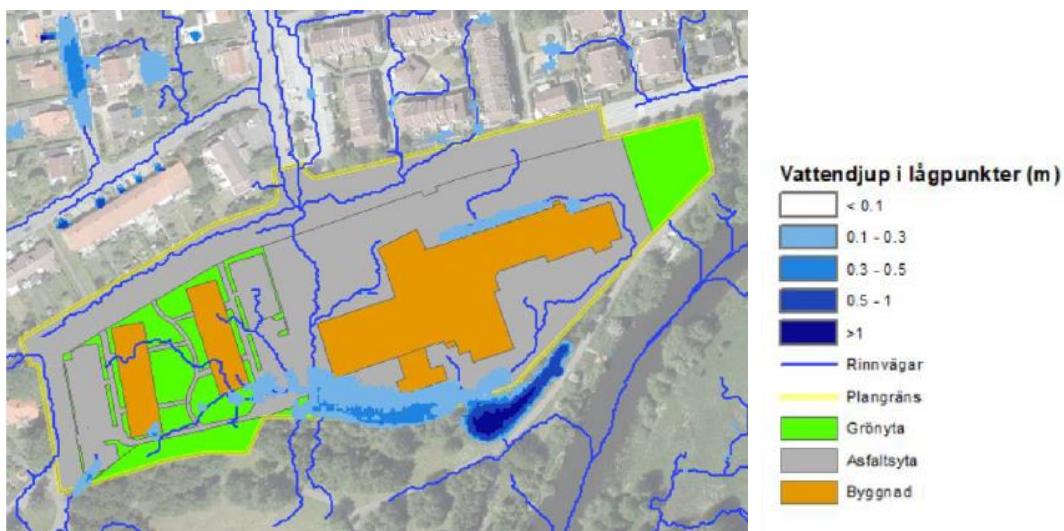 Vattendjup i lågpunkter (m)
< 0.1
0.1 - 0.3
0.3 - 0.5
0.5 - 1
>1
Rinnvägar
Plangräns
Grönyta
Asfaltsyta
Byggnad